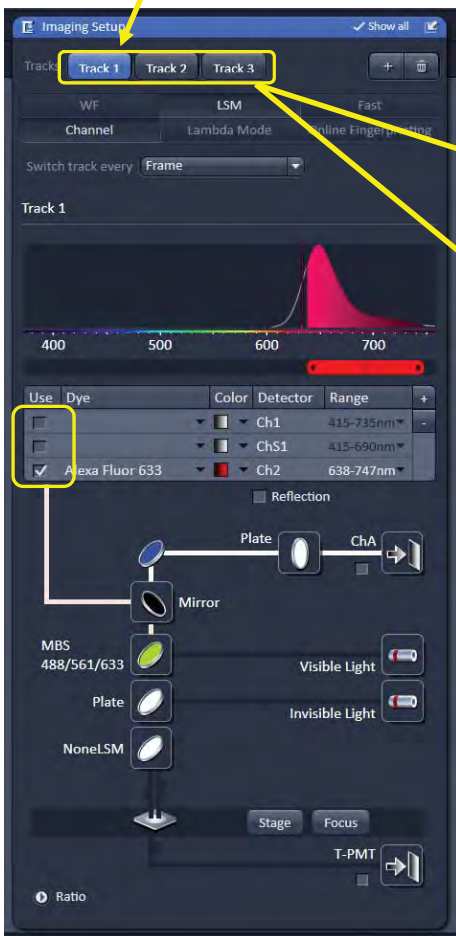 Imaging Setup Show all
Tracks Track 1 Track 2 Track 3 +
WF LSM Fast
Channel Lambda Mode Online Fingerprinting
Switch track every Frame
Track 1
400 500 600 700
Use Dye Color Detector Range +
Ch1 415-735nm -
ChS1 415-690nm
Alexa Fluor 633 Ch2 638-747nm
Reflection
Plate ChA
Mirror
MBS
488/561/633
Visible Light
Plate
Invisible Light
NoneLSM
Stage Focus
T-PMT
Ratio